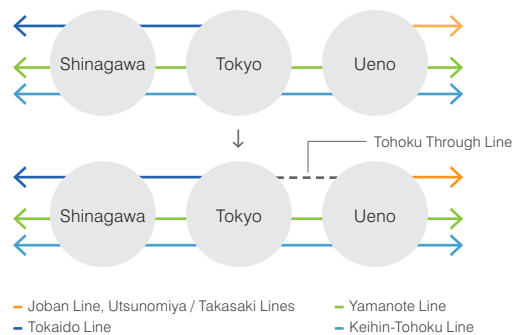 Shinagawa Tokyo Ueno
Tohoku Through Line
Shinagawa Tokyo Ueno
Joban Line, Utsunomiya / Takasaki Lines
Yamanote Line
Tokaido Line
Keihin-Tohoku Line